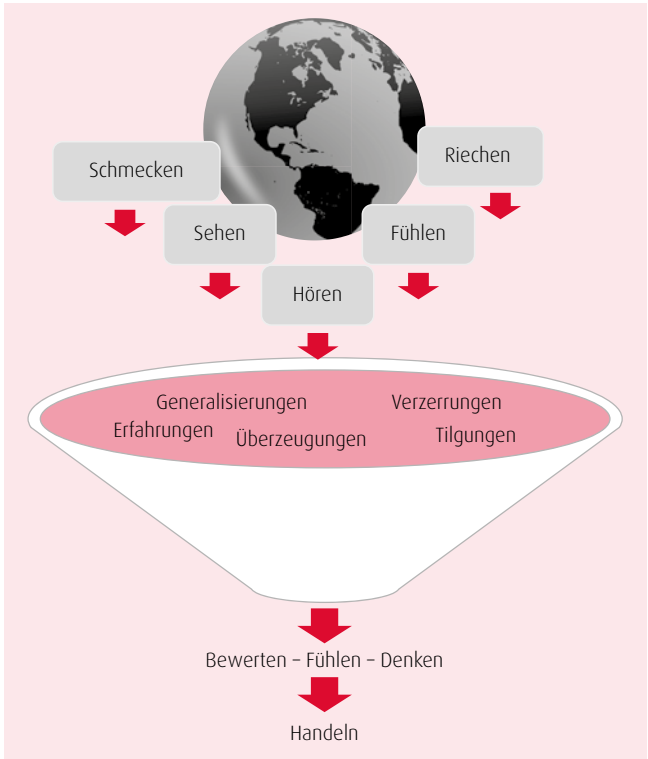 Schmecken
Riechen
Sehen
Fühlen
Hören
Generalisierungen
Verzerrungen
Erfahrungen
Überzeugungen
Tilgungen
Bewerten – Fühlen – Denken
Handeln